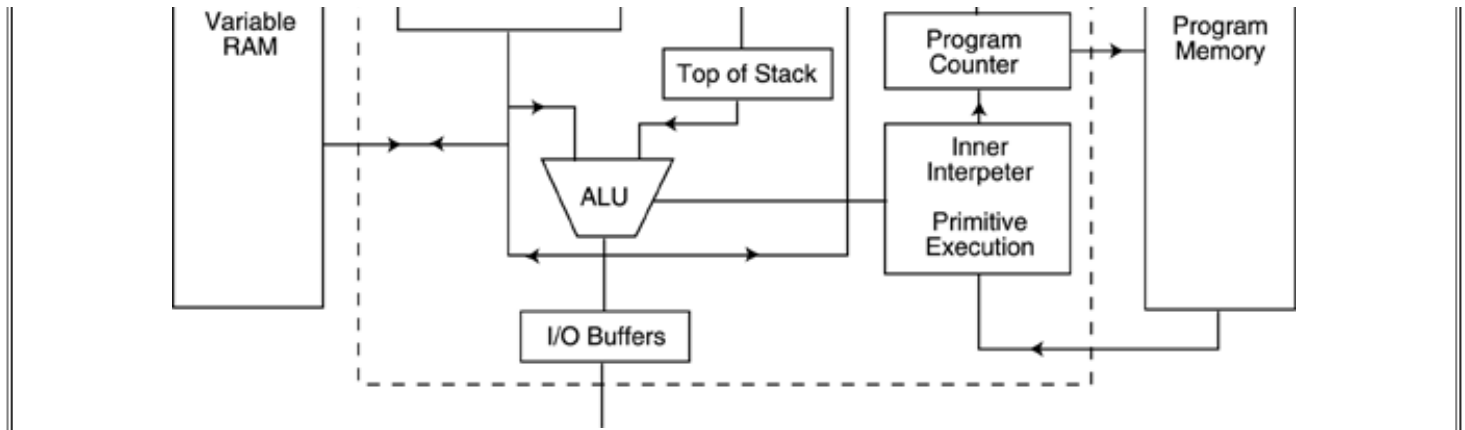 Variable
RAM
Top of Stack
Program
Counter
Program
Memory
ALU
Inner
Interpeter
Primitive
Execution
I/O Buffers